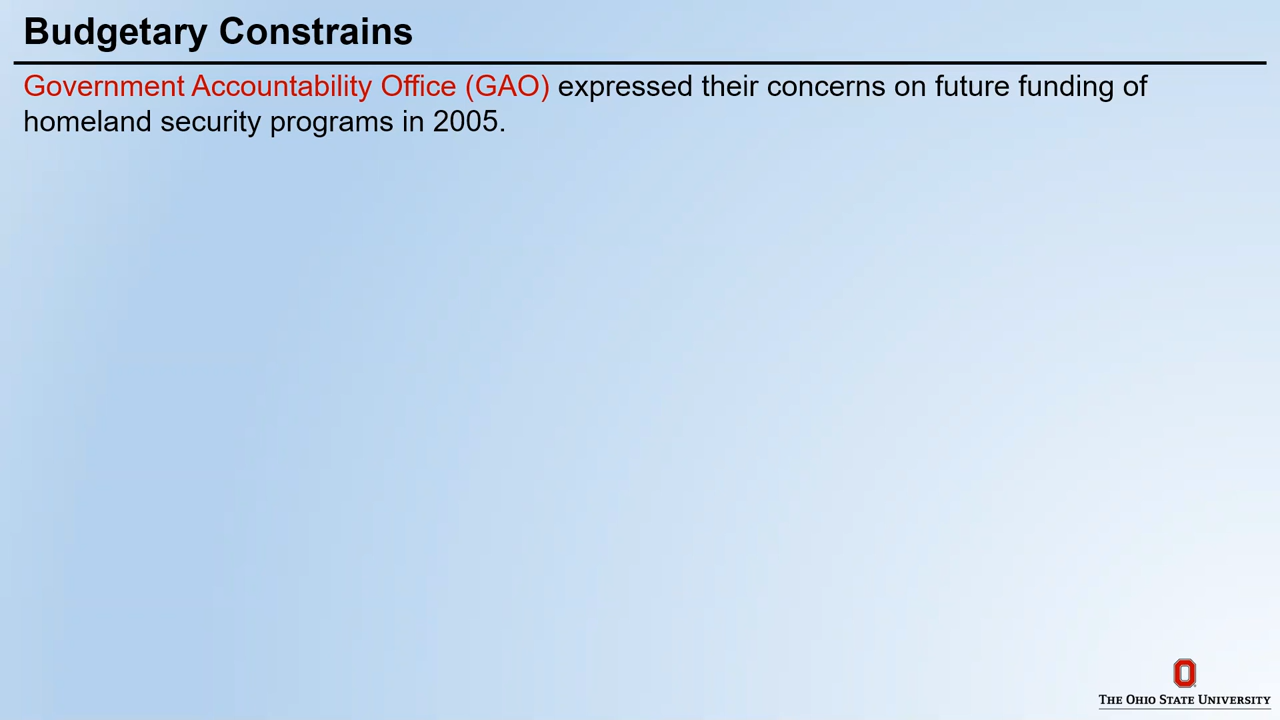 Budgetary Constrains
Government Accountability Office (GAO) expressed their concerns on future funding of
homeland security programs in 2005.
THE OHIO STATE UNIVERSITY